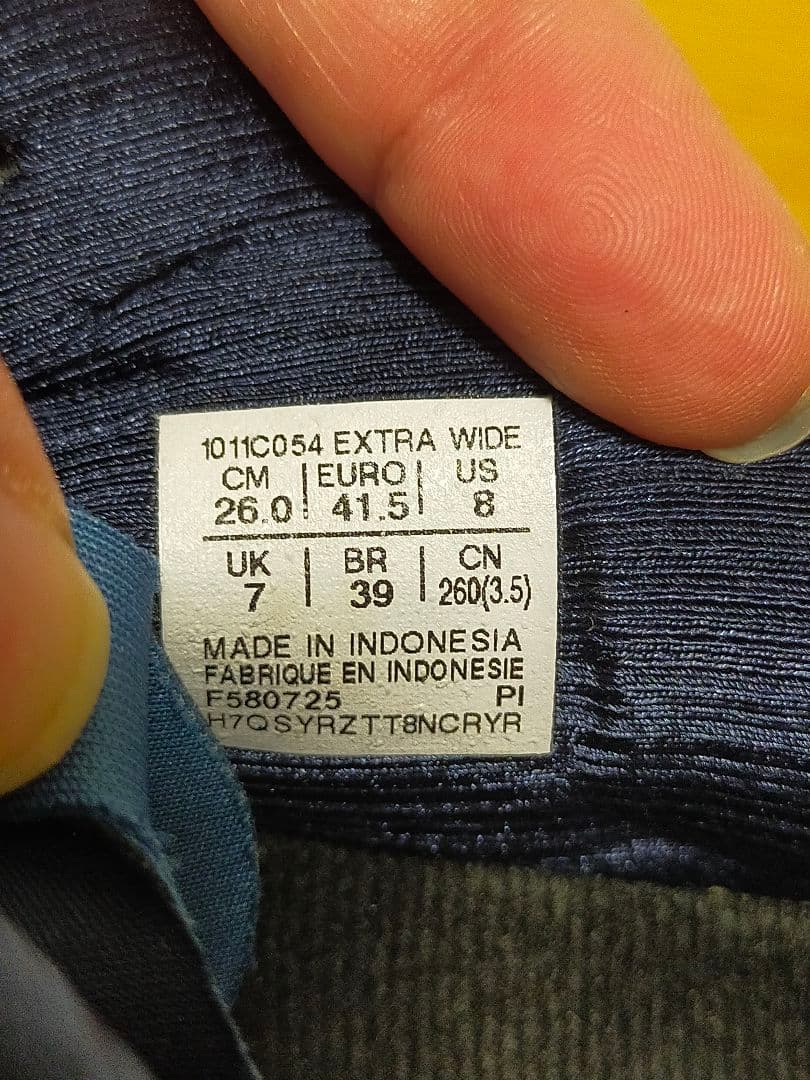 1011C054 EXTRA WIDE
CM | EURO | US
26.0 | 41.5 | 8
UK | BR | CN
7 | 39 | 260(3.5)
MADE IN INDONESIA
FABRIQUE EN INDONESIE
F580725 PI
H7QSYRZTT8NCRYR